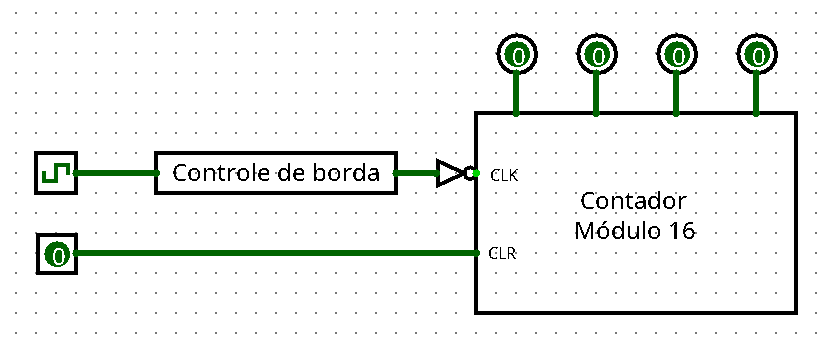 0 0 0 0
Controle de borda
CLK
Contador
Módulo 16
0
CLR